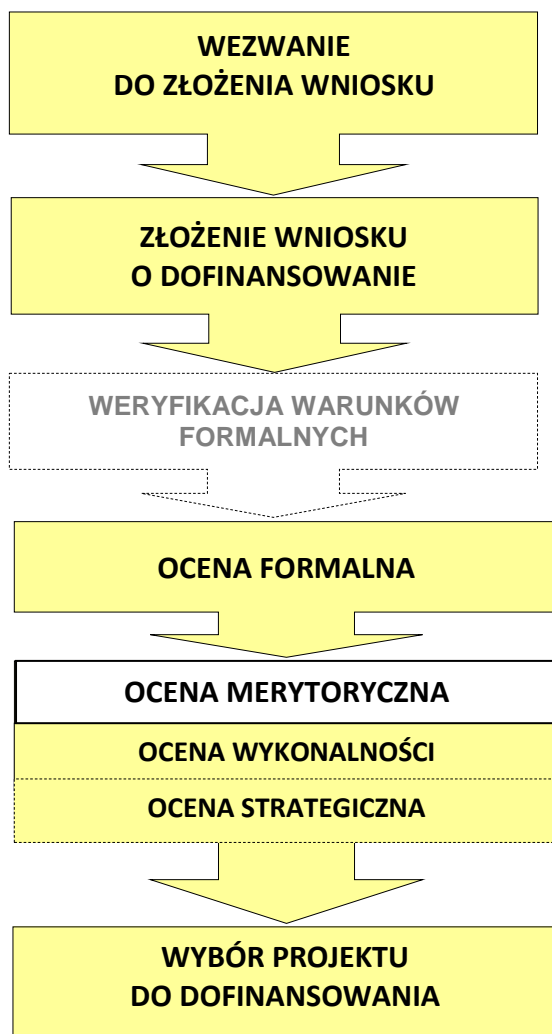 WEZWANIE
DO ZŁOŻENIA WNIOSKU
ZŁOŻENIE WNIOSKU
O DOFINANSOWANIE
WERYFIKACJA WARUNKÓW
FORMALNYCH
OCENA FORMALNA
OCENA MERYTORYCZNA
OCENA WYKONALNOŚCI
OCENA STRATEGICZNA
WYBÓR PROJEKTU
DO DOFINANSOWANIA